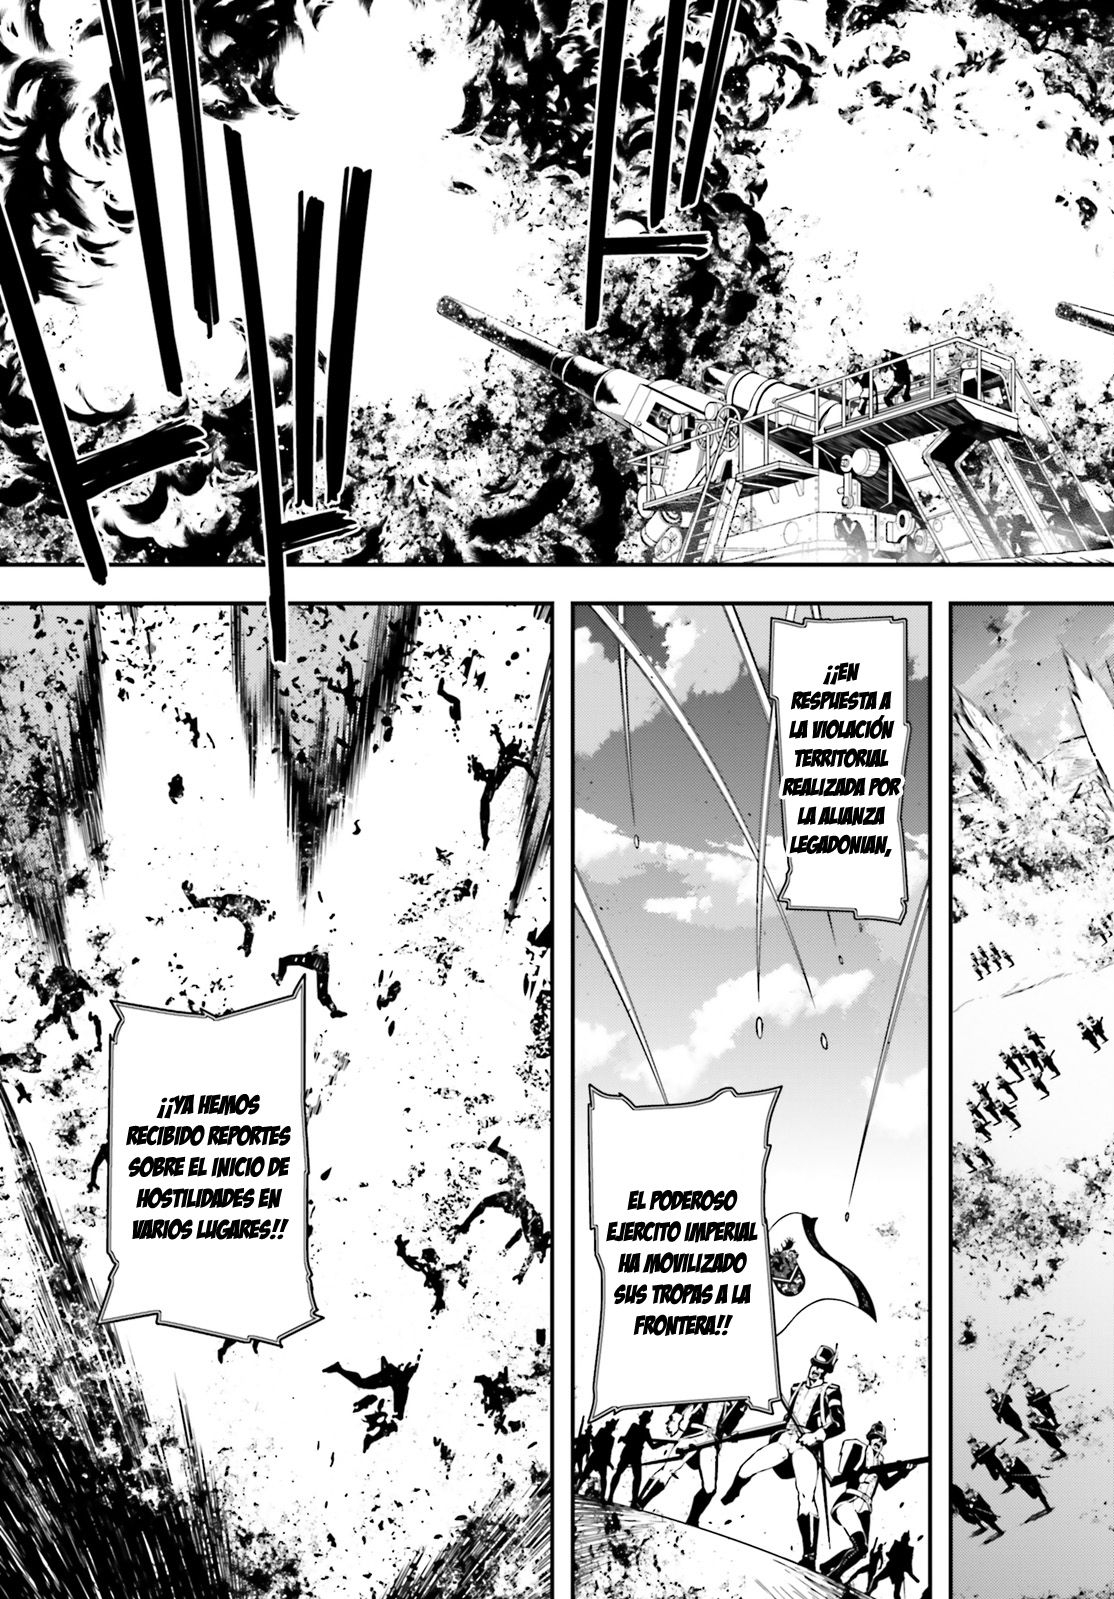 ¡¡EN
RESPUESTA A
LA VIOLACIÓN
TERRITORIAL
REALIZADA POR
LA ALIANZA
LEGADONIAN,
EL PODEROSO
EJERCITO IMPERIAL
HA MOVILIZADO
SUS TROPAS A LA
FRONTERA!!
¡¡YA HEMOS
RECIBIDO REPORTES
SOBRE EL INICIO DE
HOSTILIDADES EN
VARIOS LUGARES!!